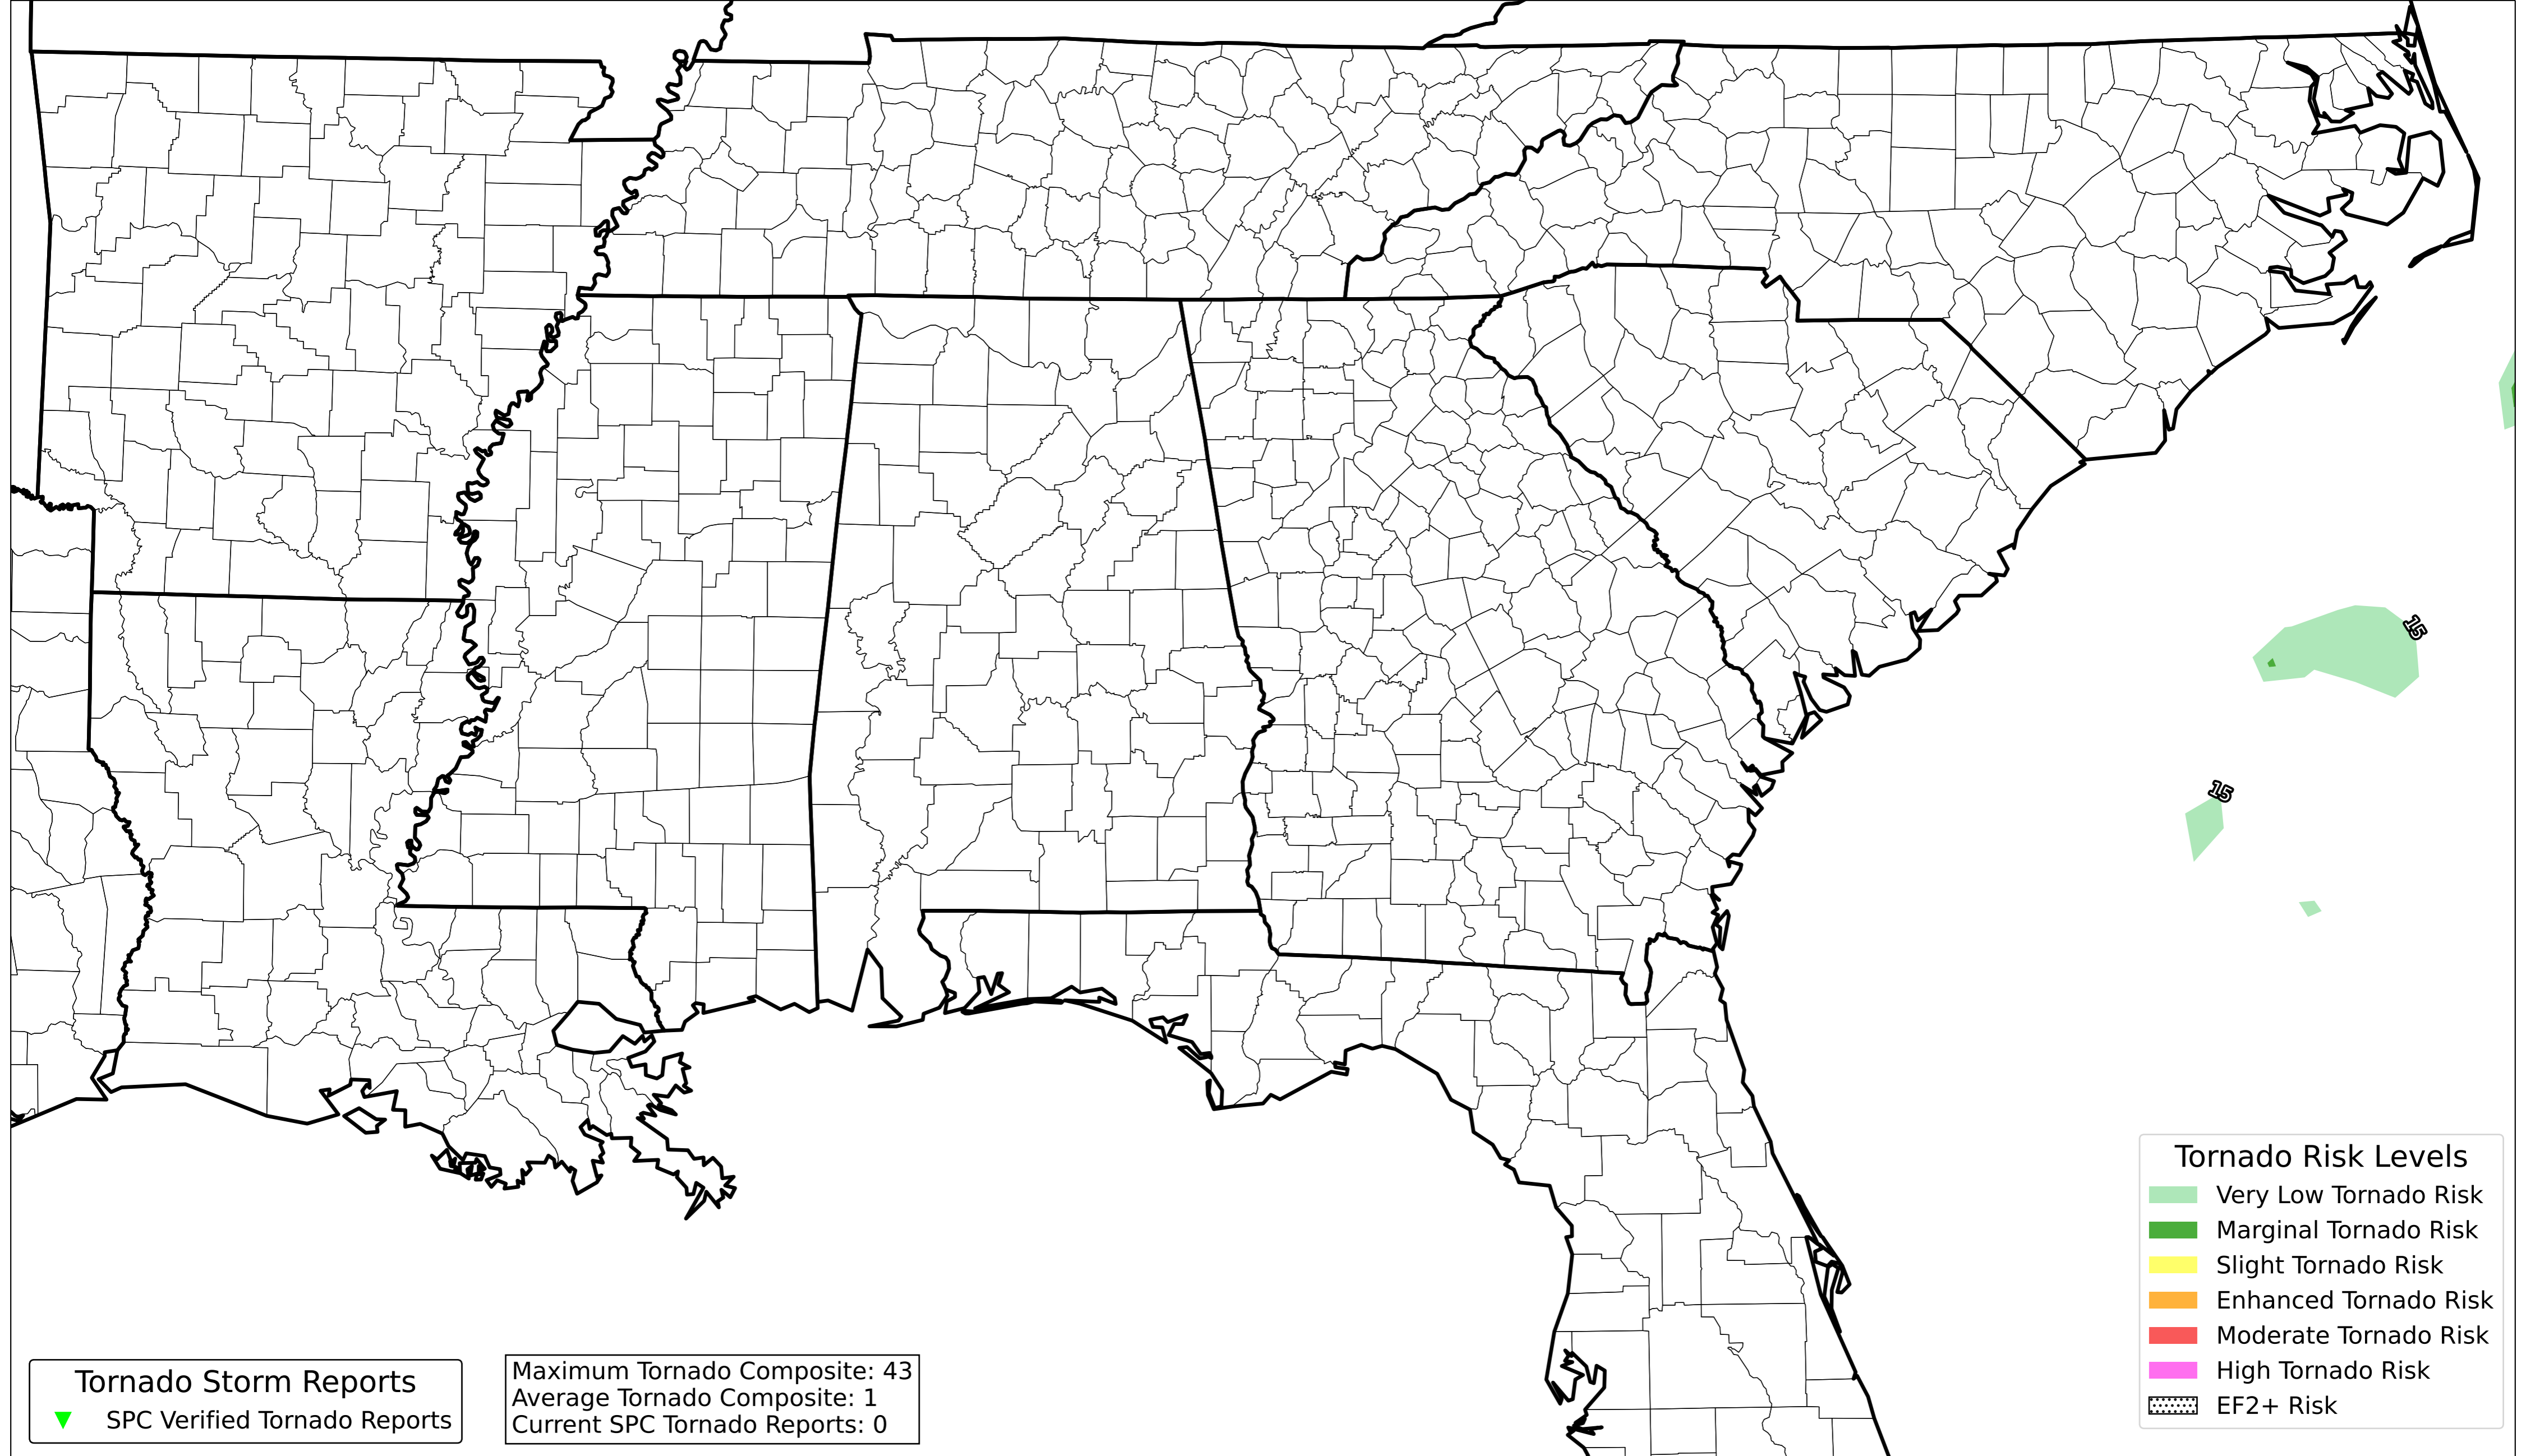 15
15
Tornado Risk Levels
Very Low Tornado Risk
Marginal Tornado Risk
Slight Tornado Risk
Enhanced Tornado Risk
Moderate Tornado Risk
High Tornado Risk
EF2+ Risk
Tornado Storm Reports
SPC Verified Tornado Reports
Maximum Tornado Composite: 43
Average Tornado Composite: 1
Current SPC Tornado Reports: 0